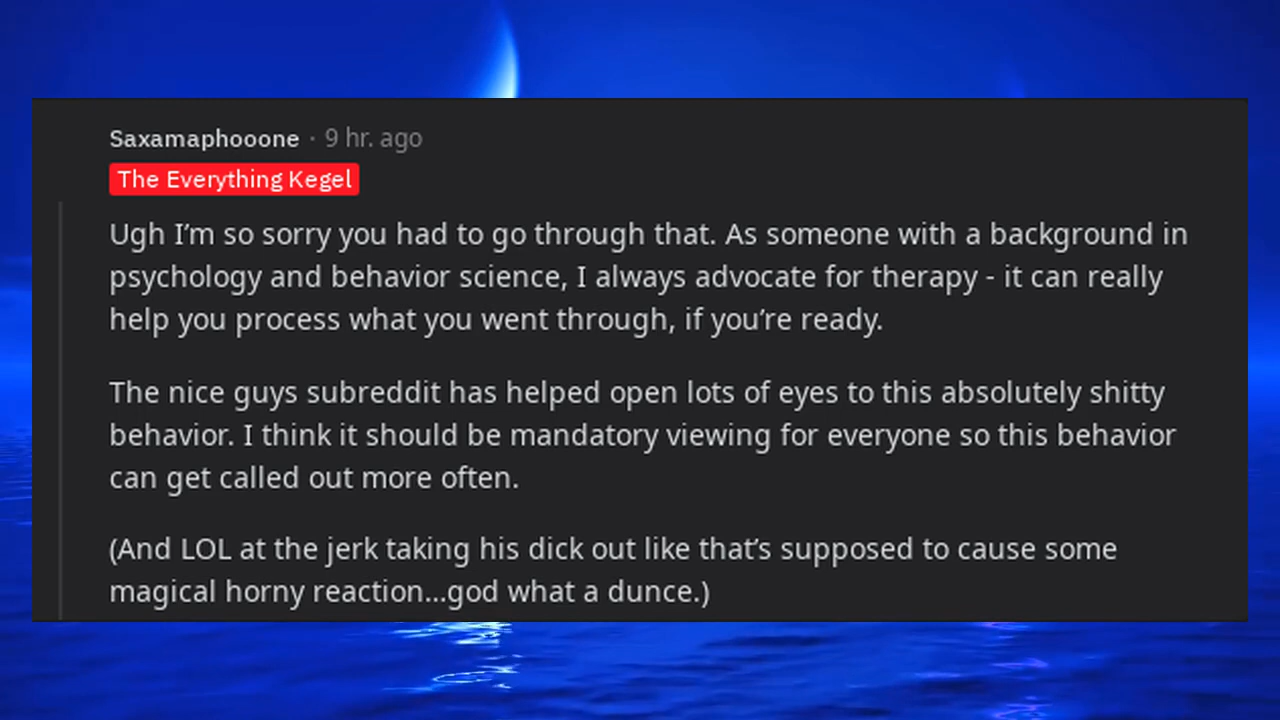 Saxamaphooone · 9 hr. ago
The Everything Kegel
Ugh I’m so sorry you had to go through that. As someone with a background in
psychology and behavior science, I always advocate for therapy - it can really
help you process what you went through, if you’re ready.
The nice guys subreddit has helped open lots of eyes to this absolutely shitty
behavior. I think it should be mandatory viewing for everyone so this behavior
can get called out more often.
(And LOL at the jerk taking his dick out like that’s supposed to cause some
magical horny reaction...god what a dunce.)